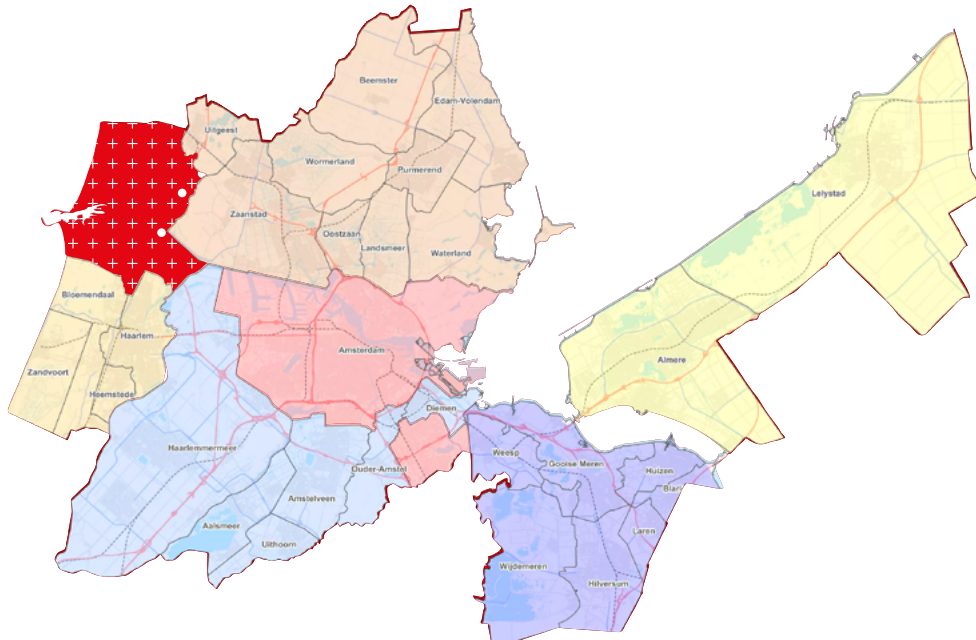 Beemster
Edam-Volendam
Uitgeest
Wormerland
Purmerend
Lelystad
Zaanstad
Oostzaan
Landsmeer
Waterland
Bloemendaal
Haarlem
Amsterdam
Zandvoort
Almere
Heemstede
Diemen
Haarlemmermeer
Weesp
Gooise Meren
Ouder-Amstel
Huizen
Blari
Amstelveen
Aalsmeer
Laren
Uithoorn
Wijdemeren
Hilversum